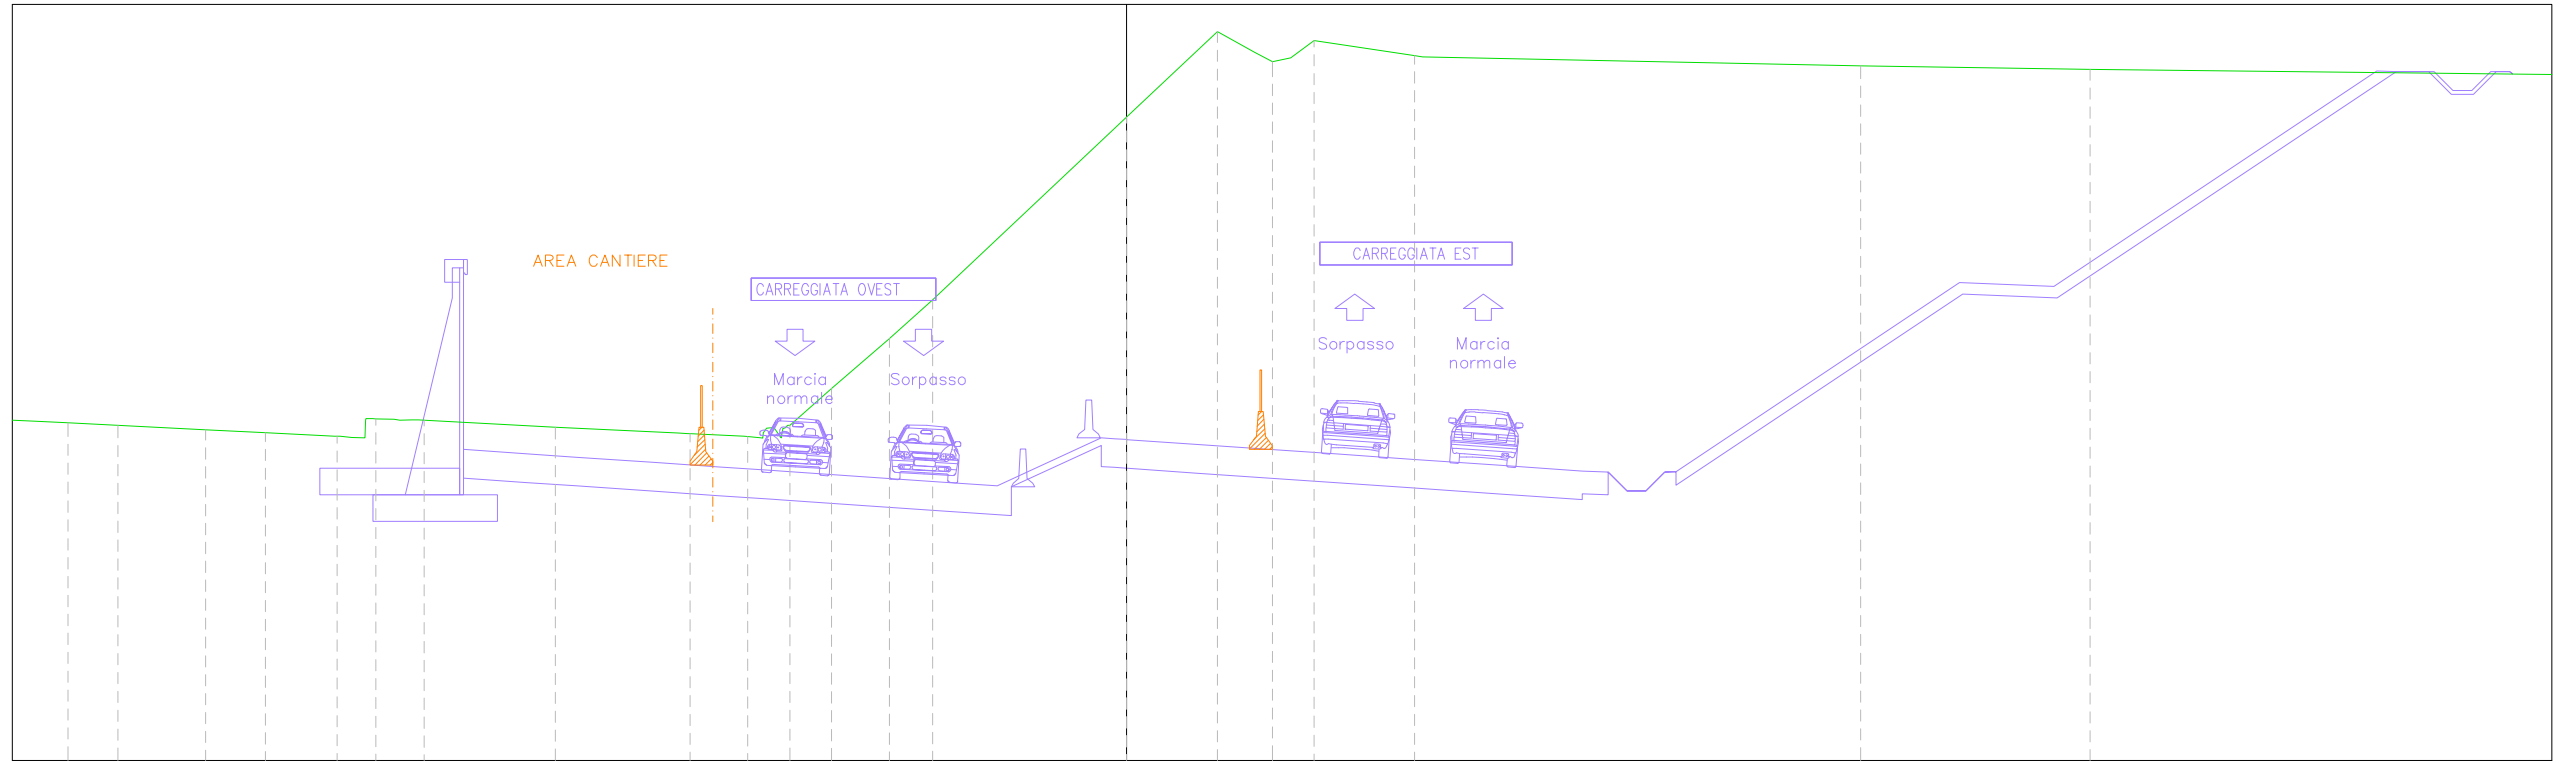 AREA CANTIERE
CARREGGIATA OVEST
Marcia
normale
Sorpasso
CARREGGIATA EST
Sorpasso
Marcia
normale